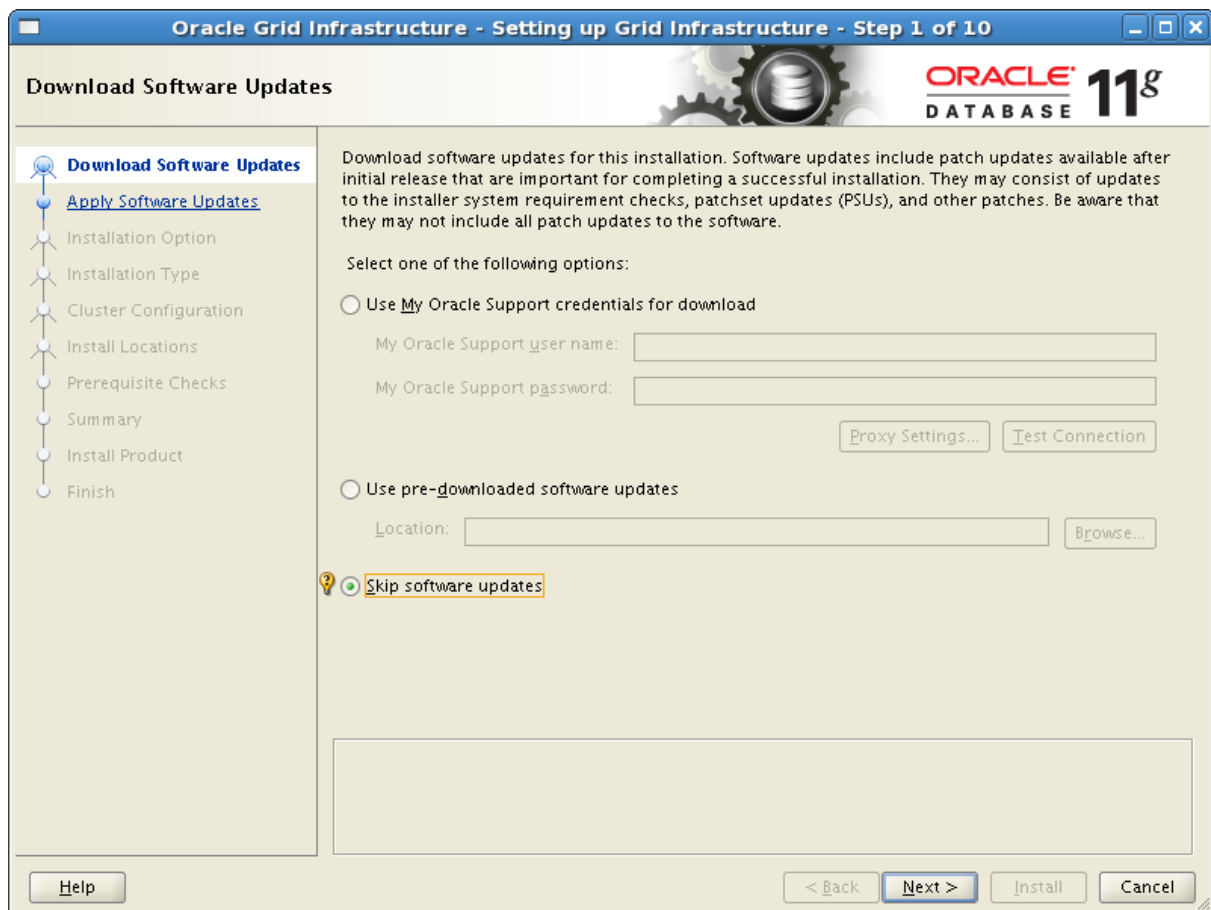 Oracle Grid Infrastructure - Setting up Grid Infrastructure - Step 1 of 10
Download Software Updates
ORACLE®
DATABASE
11g
Download Software Updates
Apply Software Updates
Installation Option
Installation Type
Cluster Configuration
Install Locations
Prerequisite Checks
Summary
Install Product
Finish
Download software updates for this installation. Software updates include patch updates available after
initial release that are important for completing a successful installation. They may consist of updates
to the installer system requirement checks, patchset updates (PSUs), and other patches. Be aware that
they may not include all patch updates to the software.
Select one of the following options:
Use My Oracle Support credentials for download
My Oracle Support user name:
My Oracle Support password:
Proxy Settings... Test Connection
Use pre-downloaded software updates
Location: Browse...
Skip software updates
Help < Back Next > Install Cancel